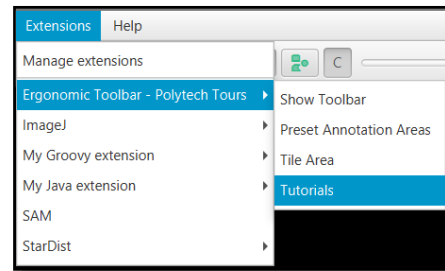 Extensions Help
Manage extensions
C
Ergonomic Toolbar - Polytech Tours
Show Toolbar
ImageJ
Preset Annotation Areas
My Groovy extension
Tile Area
My Java extension
Tutorials
SAM
StarDist